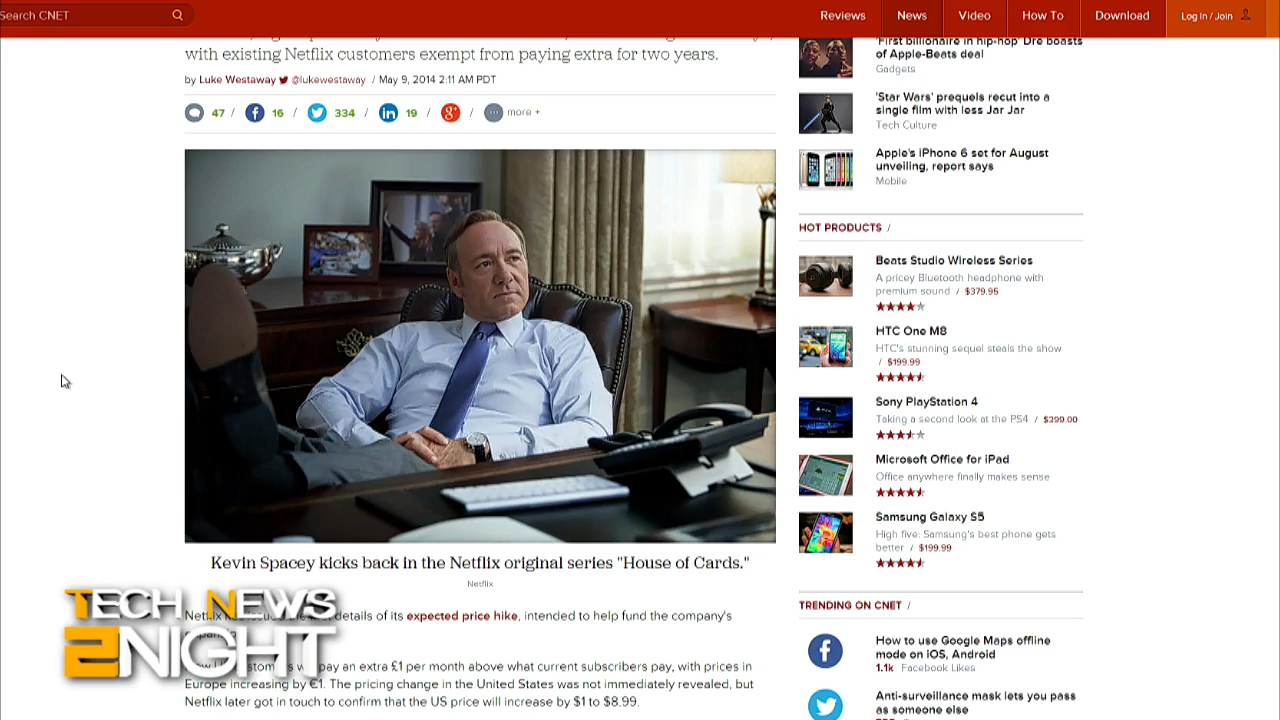 Search CNET
Reviews
News
Video
How To
Download
Log In / Join
with existing Netflix customers exempt from paying extra for two years.
by Luke Westaway @lukewestaway / May 9, 2014 2:11 AM PDT
47 / 16 / 334 / 19 / / more +
Kevin Spacey kicks back in the Netflix original series "House of Cards."
Netflix
details of its expected price hike, intended to help fund the company's
pay an extra £1 per month above what current subscribers pay, with prices in
Europe increasing by €1. The pricing change in the United States was not immediately revealed, but
Netflix later got in touch to confirm that the US price will increase by $1 to $8.99.
TECH NEWS
2NIGHT
'First billionaire in hip-hop' Dre boasts
of Apple-Beats deal
Gadgets
'Star Wars' prequels recut into a
single film with less Jar Jar
Tech Culture
Apple's iPhone 6 set for August
unveiling, report says
Mobile
HOT PRODUCTS /
Beats Studio Wireless Series
A pricey Bluetooth headphone with
premium sound / $379.95
HTC One M8
HTC's stunning sequel steals the show
/ $199.99
Sony PlayStation 4
Taking a second look at the PS4 / $399.00
Microsoft Office for iPad
Office anywhere finally makes sense
Samsung Galaxy S5
High five: Samsung's best phone gets
better / $199.99
TRENDING ON CNET /
How to use Google Maps offline
mode on iOS, Android
1.1k Facebook Likes
Anti-surveillance mask lets you pass
as someone else